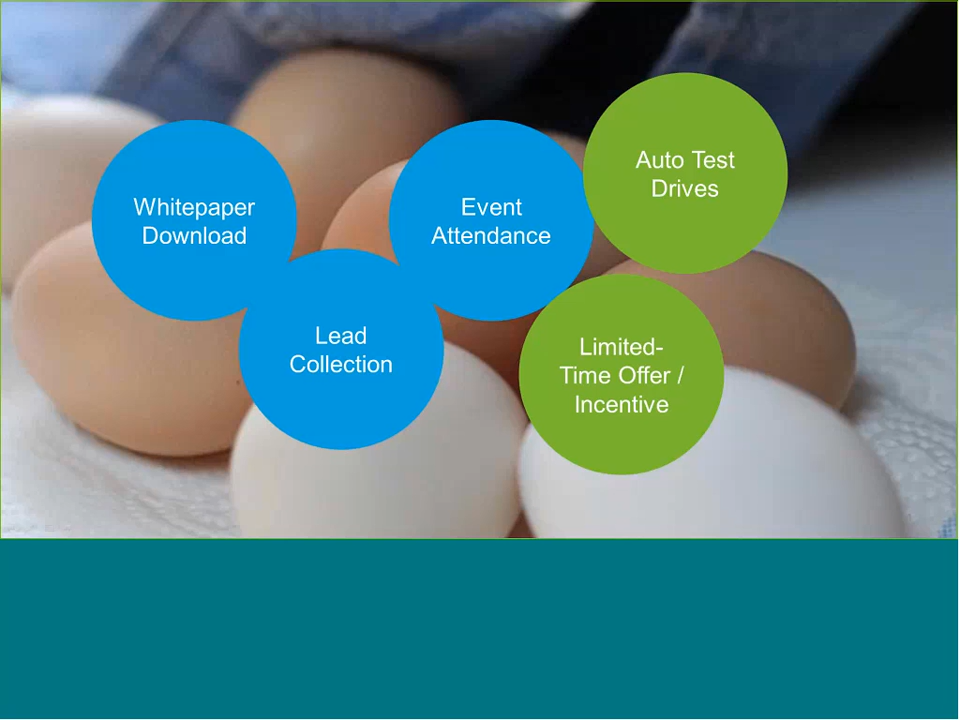 Whitepaper
Download
Lead
Collection
Event
Attendance
Auto Test
Drives
Limited-
Time Offer /
Incentive